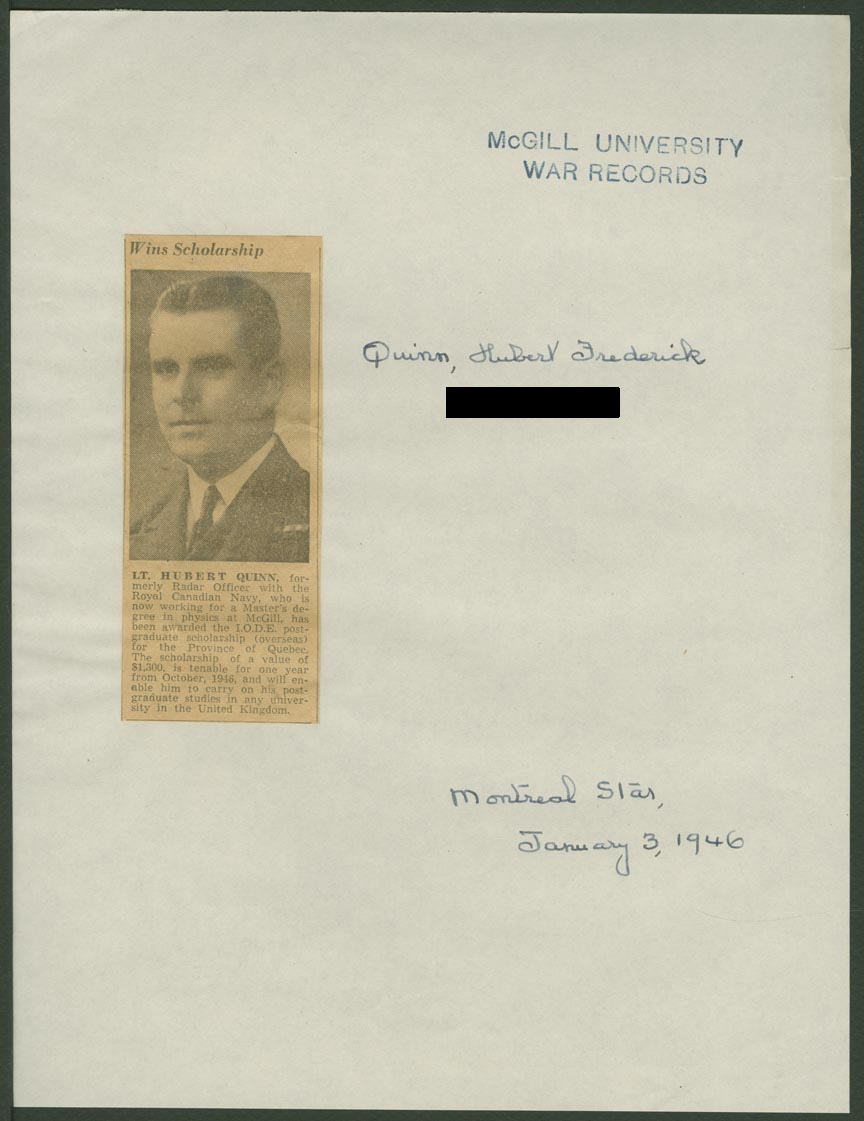 McGILL UNIVERSITY
WAR RECORDS
Wins Scholarship
Quinn, Hubert Frederick
LT. HUBERT QUINN, for-
merly Radar Officer with the
Royal Canadian Navy, who is
now working for a Master's de-
gree in physics at McGill, has
been awarded the I.O.D.E. post-
graduate scholarship (overseas)
for the Province of Quebec.
The scholarship of a value of
$1,300, is tenable for one year
from October, 1946, and will en-
able him to carry on his post-
graduate studies in any univer-
sity in the United Kingdom.
Montreal Star,
January 3, 1946